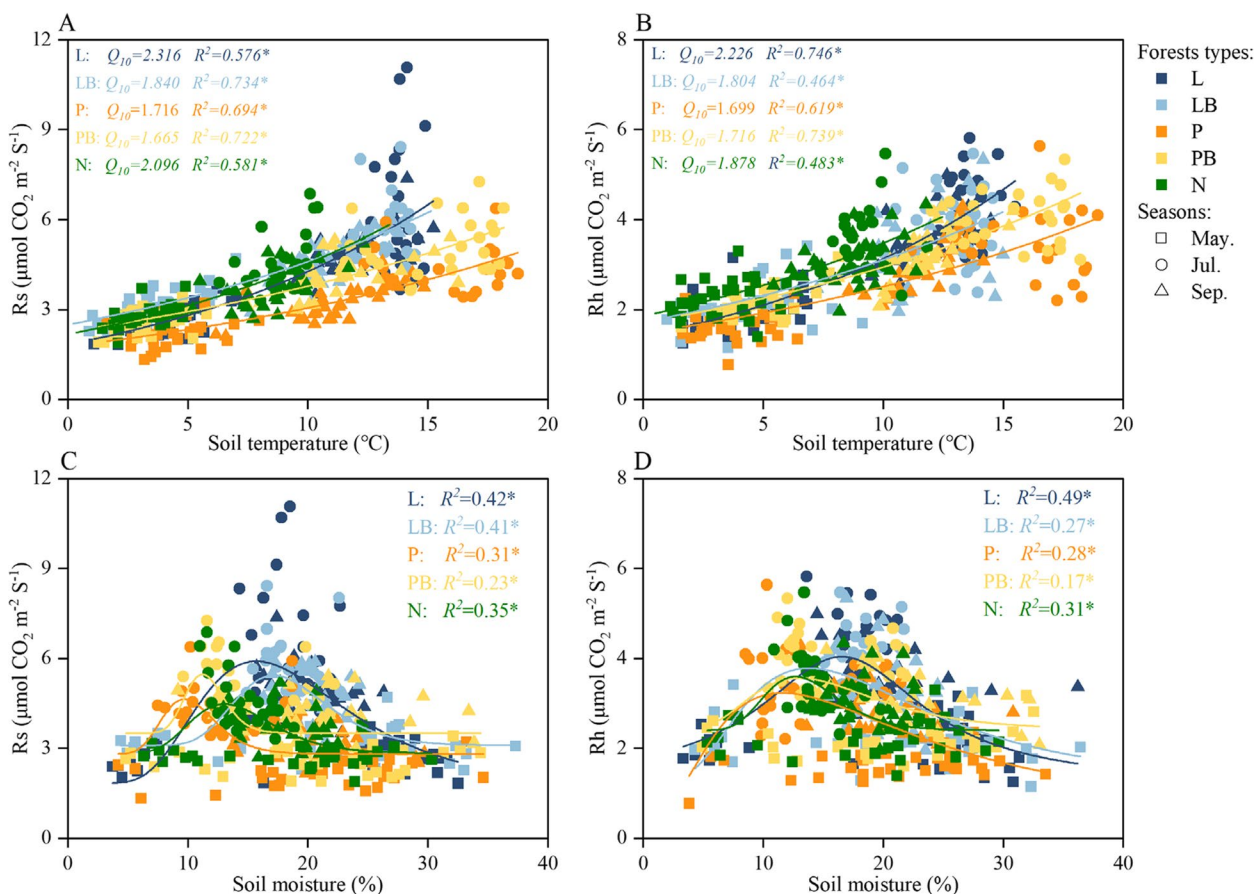 A
12
9
6
3
0
Rs (μmol CO2 m-2 S-1)
L: Q10=2.316 R2=0.576*
LB: Q10=1.840 R2=0.734*
P: Q10=1.716 R2=0.694*
PB: Q10=1.665 R2=0.722*
N: Q10=2.096 R2=0.581*
0 5 10 15 20
Soil temperature (℃)
B
8
6
4
2
0
Rh (μmol CO2 m-2 S-1)
L: Q10=2.226 R2=0.746*
LB: Q10=1.804 R2=0.464*
P: Q10=1.699 R2=0.619*
PB: Q10=1.716 R2=0.739*
N: Q10=1.878 R2=0.483*
0 5 10 15 20
Soil temperature (℃)
Forests types:
L
LB
P
PB
N
Seasons:
May.
Jul.
Sep.
C
12
9
6
3
0
Rs (μmol CO2 m-2 S-1)
L: R2=0.42*
LB: R2=0.41*
P: R2=0.31*
PB: R2=0.23*
N: R2=0.35*
0 10 20 30 40
Soil moisture (%)
D
8
6
4
2
0
Rh (μmol CO2 m-2 S-1)
L: R2=0.49*
LB: R2=0.27*
P: R2=0.28*
PB: R2=0.17*
N: R2=0.31*
0 10 20 30 40
Soil moisture (%)